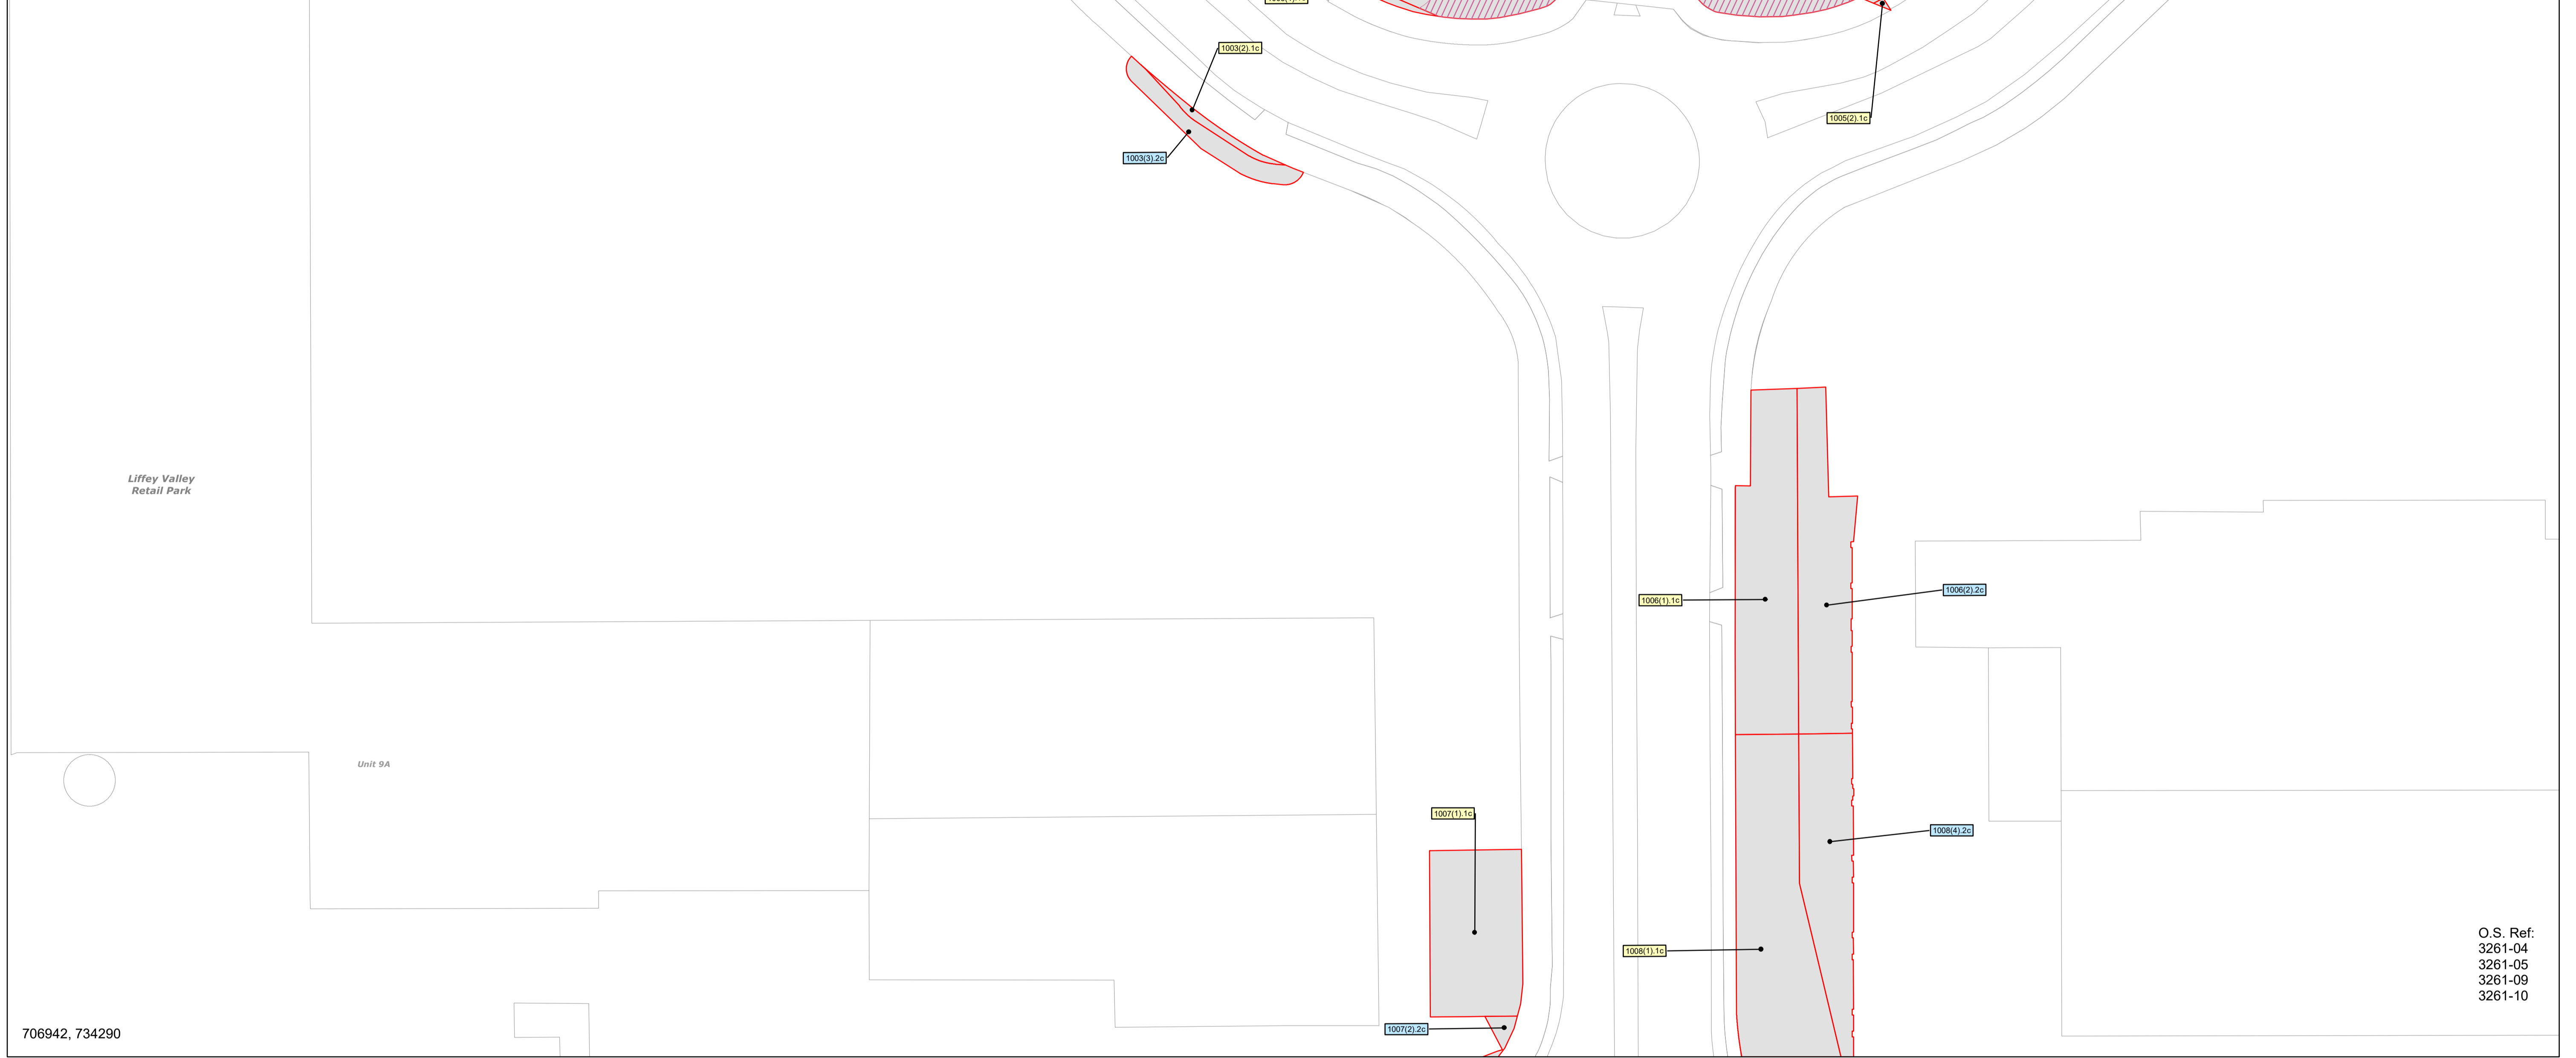 1003(2).1c
1005(2).1c
1003(3).2c
Liffey Valley
Retail Park
1006(1).1c
1006(2).2c
Unit 9A
1007(1).1c
1008(4).2c
1008(1).1c
O.S. Ref:
3261-04
3261-05
3261-09
3261-10
1007(2).2c
706942, 734290